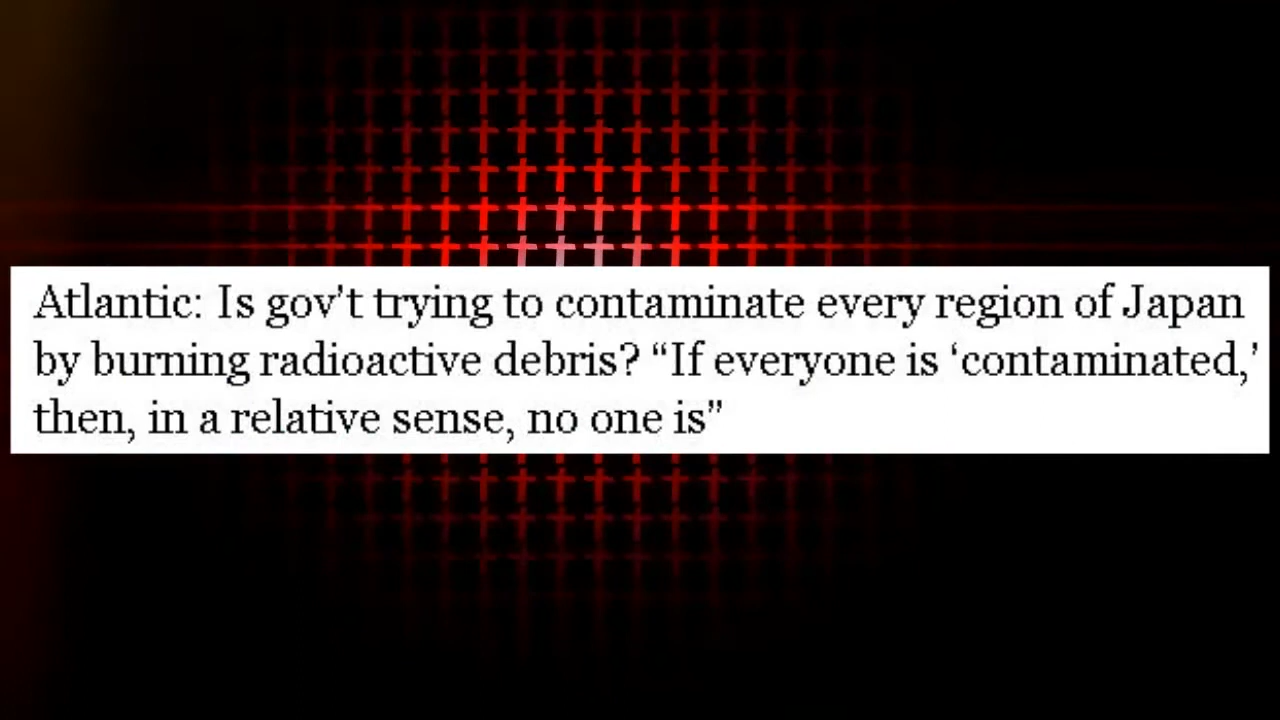 Atlantic: Is gov’t trying to contaminate every region of Japan
by burning radioactive debris? “If everyone is ‘contaminated,’
then, in a relative sense, no one is”